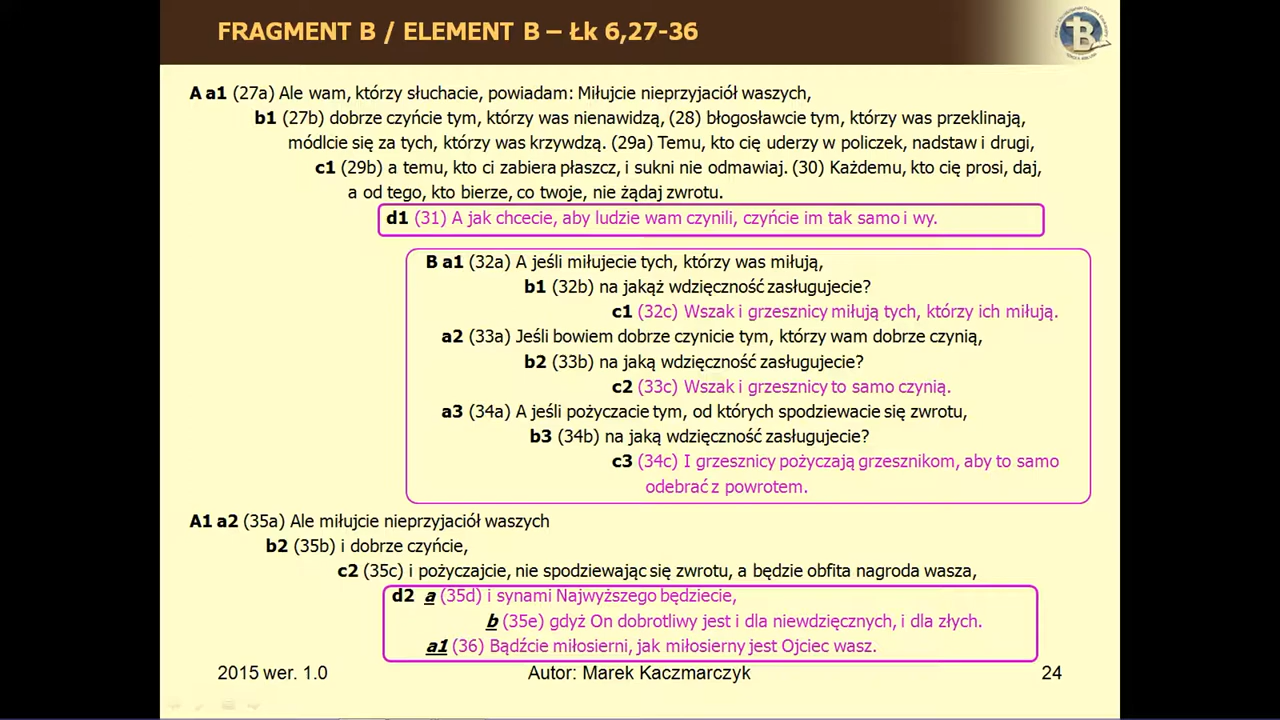 FRAGMENT B / ELEMENT B – Łk 6,27-36
A a1 (27a) Ale wam, którzy słuchacie, powiadam: Miłujcie nieprzyjaciół waszych,
b1 (27b) dobrze czyńcie tym, którzy was nienawidzą, (28) błogosławcie tym, którzy was przeklinają,
módlcie się za tych, którzy was krzywdzą. (29a) Temu, kto cię uderzy w policzek, nadstaw i drugi,
c1 (29b) a temu, kto ci zabiera płaszcz, i sukni nie odmawiaj. (30) Każdemu, kto cię prosi, daj,
a od tego, kto bierze, co twoje, nie żądaj zwrotu.
d1 (31) A jak chcecie, aby ludzie wam czynili, czyńcie im tak samo i wy.
B a1 (32a) A jeśli miłujecie tych, którzy was miłują,
b1 (32b) na jakąż wdzięczność zasługujecie?
c1 (32c) Wszak i grzesznicy miłują tych, którzy ich miłują.
a2 (33a) Jeśli bowiem dobrze czynicie tym, którzy wam dobrze czynią,
b2 (33b) na jaką wdzięczność zasługujecie?
c2 (33c) Wszak i grzesznicy to samo czynią.
a3 (34a) A jeśli pożyczacie tym, od których spodziewacie się zwrotu,
b3 (34b) na jaką wdzięczność zasługujecie?
c3 (34c) I grzesznicy pożyczają grzesznikom, aby to samo
odebrać z powrotem.
A1 a2 (35a) Ale miłujcie nieprzyjaciół waszych
b2 (35b) i dobrze czyńcie,
c2 (35c) i pożyczajcie, nie spodziewając się zwrotu, a będzie obfita nagroda wasza,
d2 a (35d) i synami Najwyższego będziecie,
b (35e) gdyż On dobrotliwy jest i dla niewdzięcznych, i dla złych.
a1 (36) Bądźcie miłosierni, jak miłosierny jest Ojciec wasz.
2015 wer. 1.0 Autor: Marek Kaczmarczyk 24